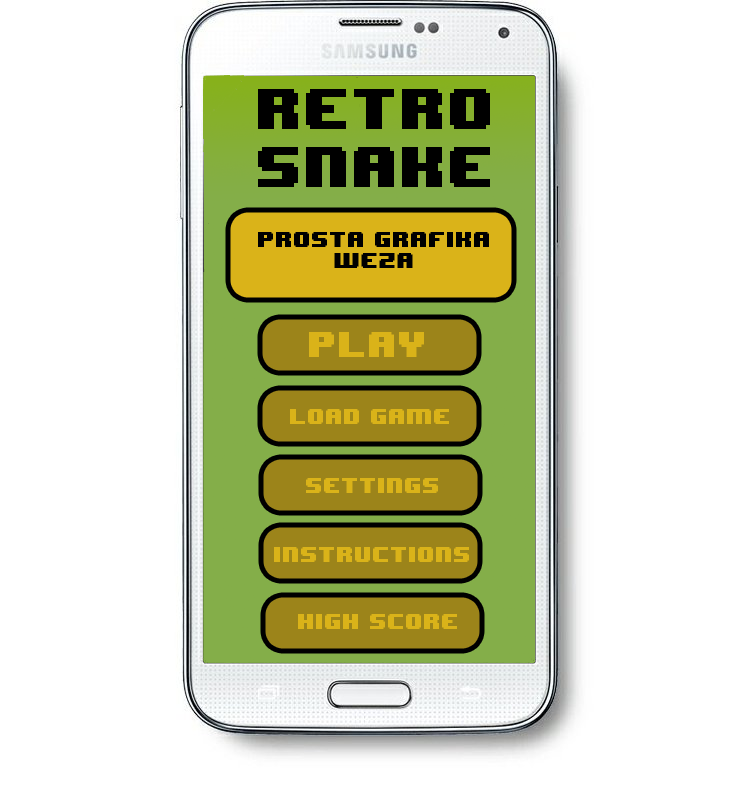 SAMSUNG
RETRO
SNAKE
PROSTA GRAFIKA
WEZA
PLAY
LOAD GAME
SETTINGS
INSTRUCTIONS
HIGH SCORE